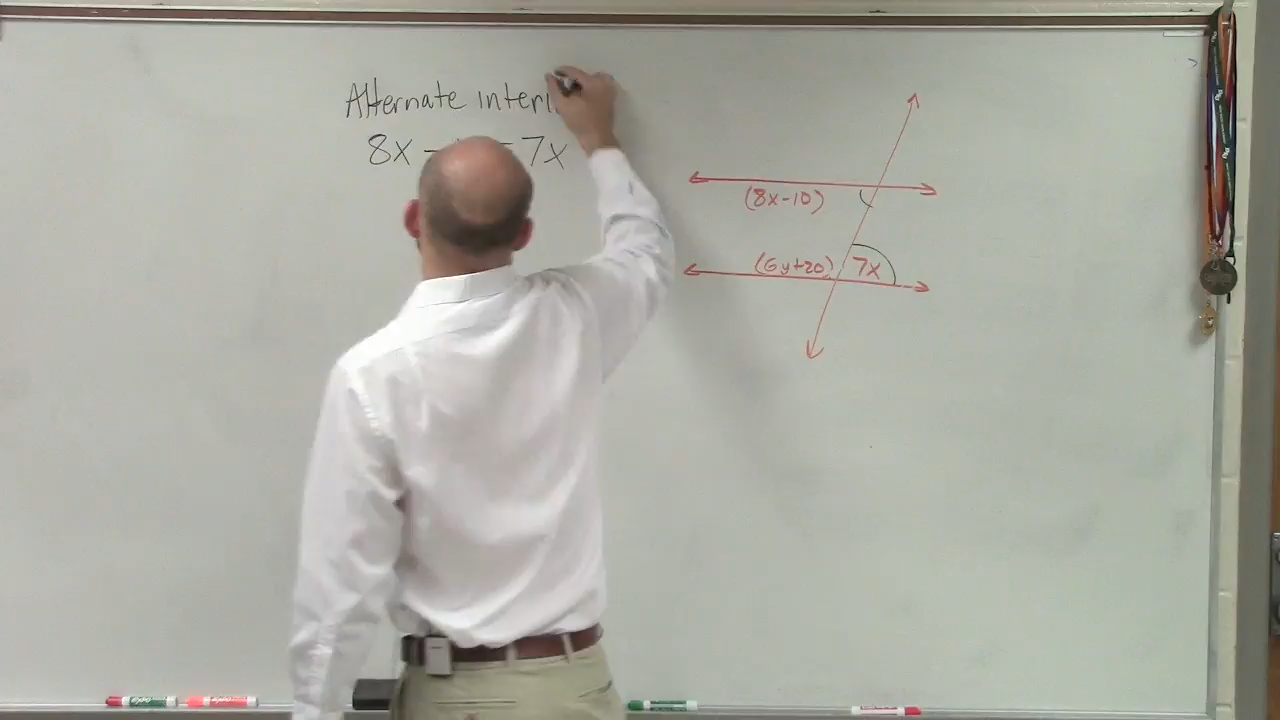 Alternate interi
8x - = 7x
(8x-10)
(6y+20) 7x